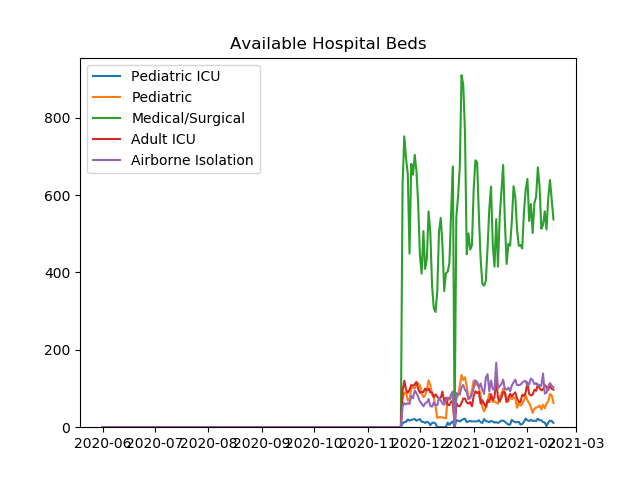 Available Hospital Beds
Pediatric ICU
Pediatric
Medical/Surgical
Adult ICU
Airborne Isolation
800
600
400
200
0
2020-06 2020-07 2020-08 2020-09 2020-10 2020-11 2020-12 2021-01 2021-02 2021-03